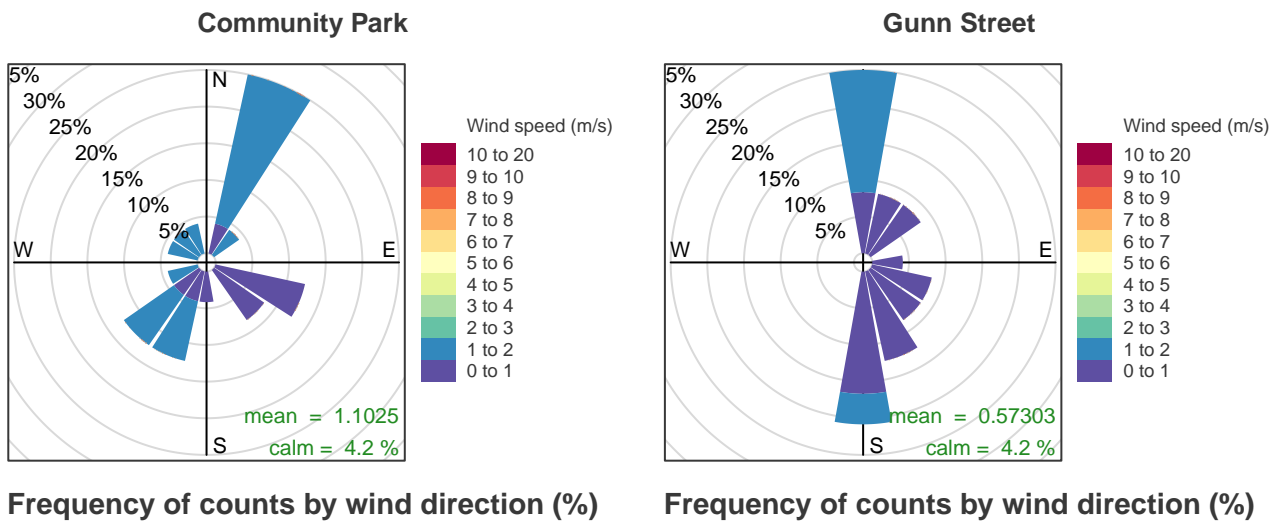 Community Park
5%
30%
25%
20%
15%
10%
5%
N
W
E
S
mean = 1.1025
calm = 4.2 %
Wind speed (m/s)
10 to 20
9 to 10
8 to 9
7 to 8
6 to 7
5 to 6
4 to 5
3 to 4
2 to 3
1 to 2
0 to 1
Frequency of counts by wind direction (%)
Gunn Street
5%
30%
25%
20%
15%
10%
5%
W
E
S
mean = 0.57303
calm = 4.2 %
Wind speed (m/s)
10 to 20
9 to 10
8 to 9
7 to 8
6 to 7
5 to 6
4 to 5
3 to 4
2 to 3
1 to 2
0 to 1
Frequency of counts by wind direction (%)